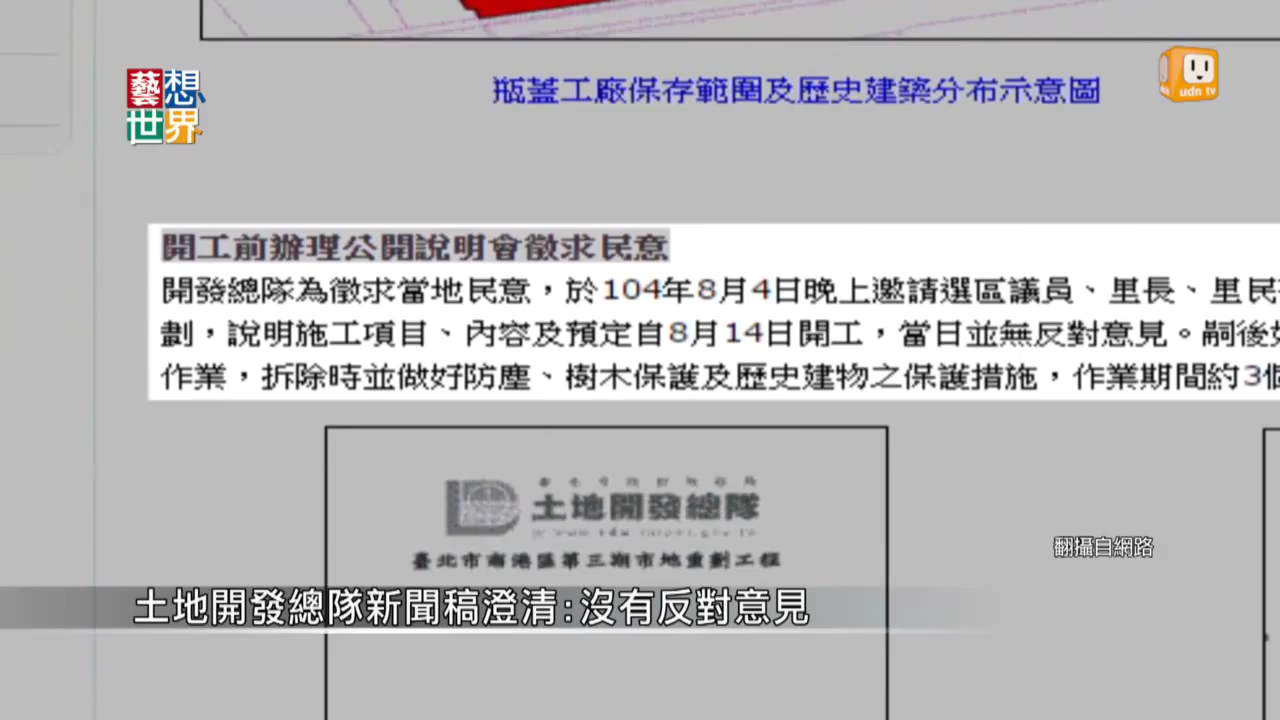 藝想
世界
瓶蓋工廠保存範圍及歷史建築分布示意圖
udn tv
開工前辦理公開說明會徵求民意
開發總隊為徵求當地民意，於104年8月4日晚上邀請選區議員、里長、里民
劃，說明施工項目、內容及預定自8月14日開工，當日並無反對意見。嗣後
作業，拆除時並做好防塵、樹木保護及歷史建物之保護措施，作業期間約3個
土地開發總隊
臺北市南港區第三期市地重劃工程
翻攝自網路
土地開發總隊新聞稿澄清:沒有反對意見